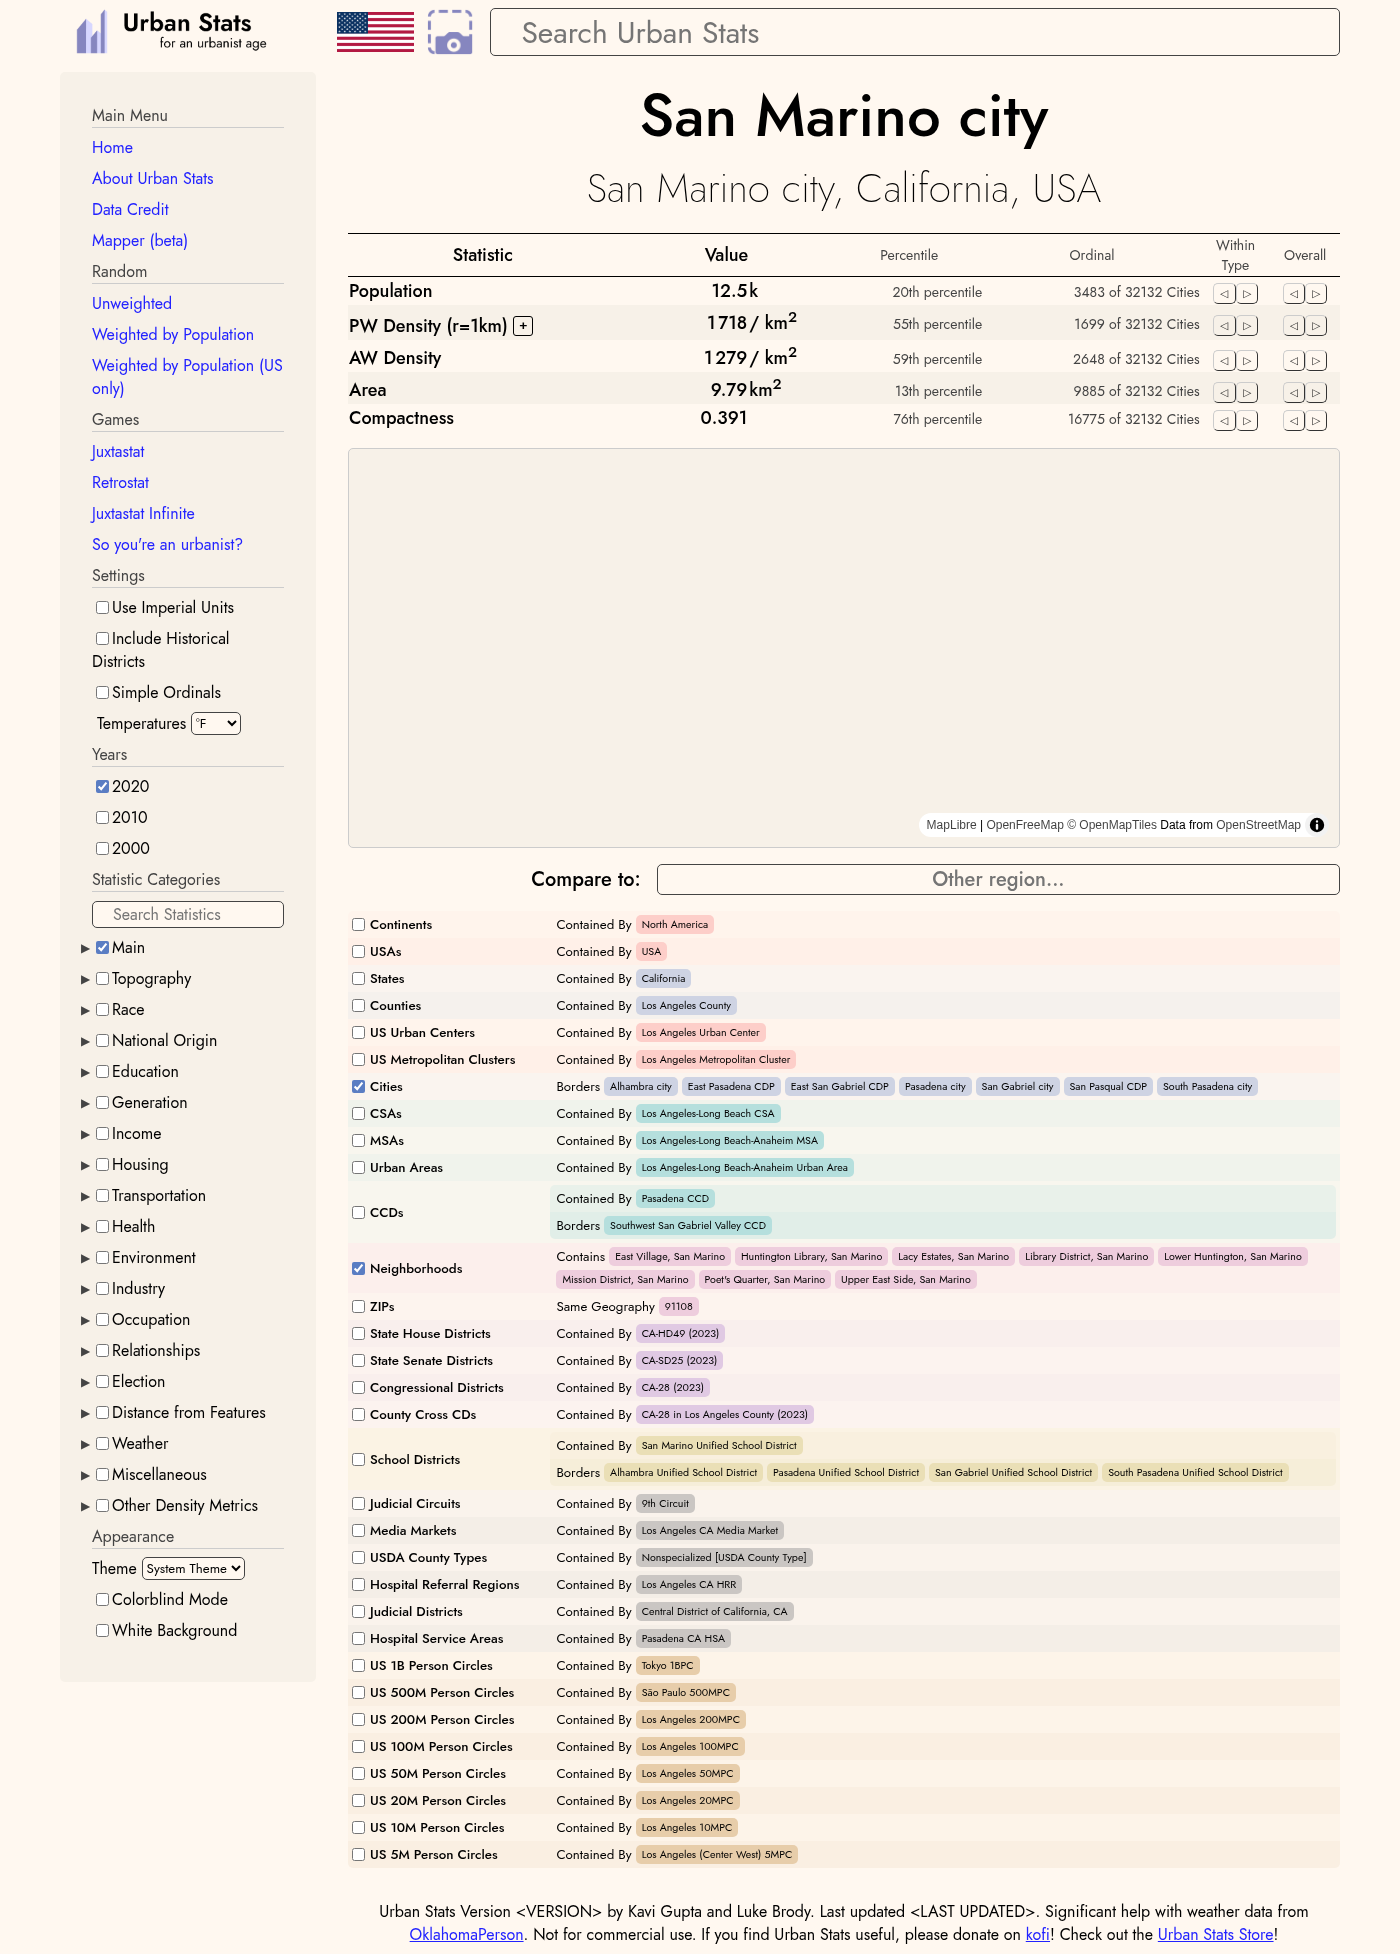 Urban Stats
for an urbanist age
Search Urban Stats
Main Menu
Home
About Urban Stats
Data Credit
Mapper (beta)
Random
Unweighted
Weighted by Population
Weighted by Population (US
only)
Games
Juxtastat
Retrostat
Juxtastat Infinite
So you're an urbanist?
Settings
Use Imperial Units
Include Historical
Districts
Simple Ordinals
Temperatures °F
Years
2020
2010
2000
Statistic Categories
Search Statistics
Main
Topography
Race
National Origin
Education
Generation
Income
Housing
Transportation
Health
Environment
Industry
Occupation
Relationships
Election
Distance from Features
Weather
Miscellaneous
Other Density Metrics
Appearance
Theme System Theme
Colorblind Mode
White Background
San Marino city
San Marino city, California, USA
Statistic Value Percentile Ordinal Within Type Overall
Population 12.5 k 20th percentile 3483 of 32132 Cities
PW Density (r=1km) + 1 718 / km² 55th percentile 1699 of 32132 Cities
AW Density 1 279 / km² 59th percentile 2648 of 32132 Cities
Area 9.79 km² 13th percentile 9885 of 32132 Cities
Compactness 0.391 76th percentile 16775 of 32132 Cities
MapLibre | OpenFreeMap © OpenMapTiles Data from OpenStreetMap
Compare to: Other region...
Continents Contained By North America
USAs Contained By USA
States Contained By California
Counties Contained By Los Angeles County
US Urban Centers Contained By Los Angeles Urban Center
US Metropolitan Clusters Contained By Los Angeles Metropolitan Cluster
Cities Borders Alhambra city East Pasadena CDP East San Gabriel CDP Pasadena city San Gabriel city San Pasqual CDP South Pasadena city
CSAs Contained By Los Angeles-Long Beach CSA
MSAs Contained By Los Angeles-Long Beach-Anaheim MSA
Urban Areas Contained By Los Angeles-Long Beach-Anaheim Urban Area
CCDs Contained By Pasadena CCD
Borders Southwest San Gabriel Valley CCD
Neighborhoods Contains East Village, San Marino Huntington Library, San Marino Lacy Estates, San Marino Library District, San Marino Lower Huntington, San Marino
Mission District, San Marino Poet's Quarter, San Marino Upper East Side, San Marino
ZIPs Same Geography 91108
State House Districts Contained By CA-HD49 (2023)
State Senate Districts Contained By CA-SD25 (2023)
Congressional Districts Contained By CA-28 (2023)
County Cross CDs Contained By CA-28 in Los Angeles County (2023)
School Districts Contained By San Marino Unified School District
Borders Alhambra Unified School District Pasadena Unified School District San Gabriel Unified School District South Pasadena Unified School District
Judicial Circuits Contained By 9th Circuit
Media Markets Contained By Los Angeles CA Media Market
USDA County Types Contained By Nonspecialized [USDA County Type]
Hospital Referral Regions Contained By Los Angeles CA HRR
Judicial Districts Contained By Central District of California, CA
Hospital Service Areas Contained By Pasadena CA HSA
US 1B Person Circles Contained By Tokyo 1BPC
US 500M Person Circles Contained By São Paulo 500MPC
US 200M Person Circles Contained By Los Angeles 200MPC
US 100M Person Circles Contained By Los Angeles 100MPC
US 50M Person Circles Contained By Los Angeles 50MPC
US 20M Person Circles Contained By Los Angeles 20MPC
US 10M Person Circles Contained By Los Angeles 10MPC
US 5M Person Circles Contained By Los Angeles (Center West) 5MPC
Urban Stats Version <VERSION> by Kavi Gupta and Luke Brody. Last updated <LAST UPDATED>. Significant help with weather data from
OklahomaPerson. Not for commercial use. If you find Urban Stats useful, please donate on kofi! Check out the Urban Stats Store!